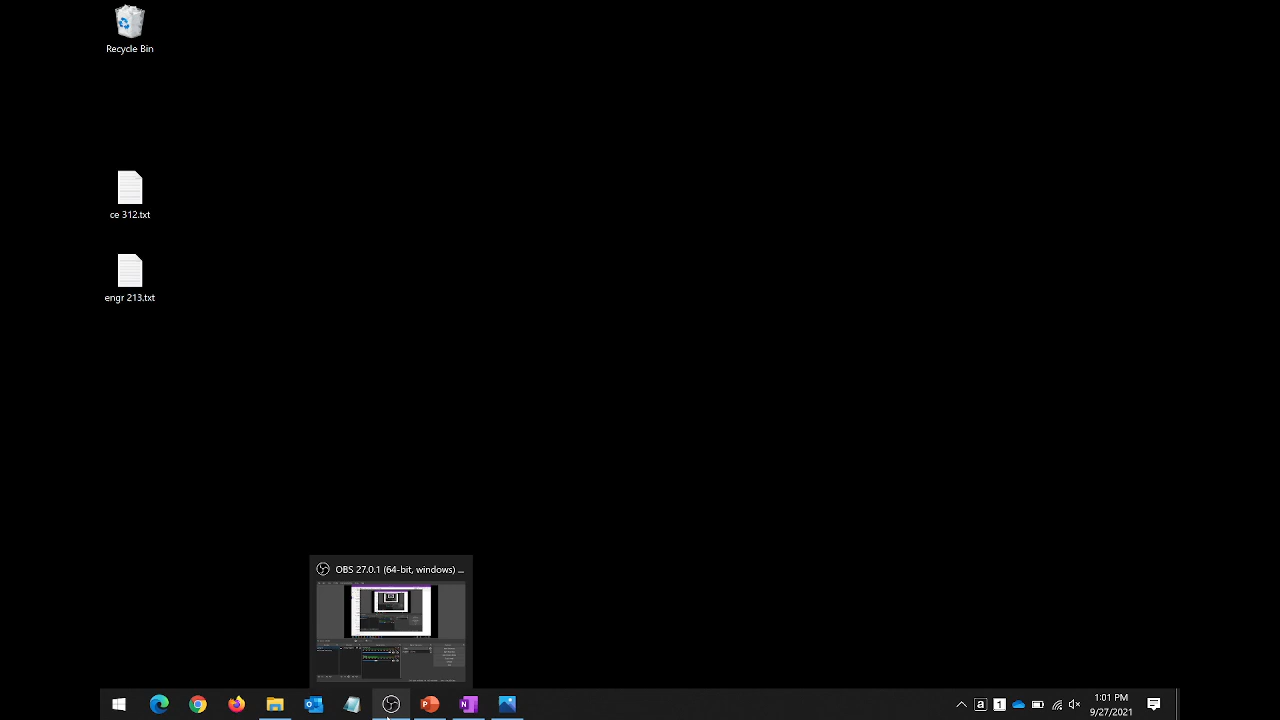 Recycle Bin
ce 312.txt
engr 213.txt
OBS 27.0.1 (64-bit, windows) ...
a
1
1:01 PM
9/27/2021